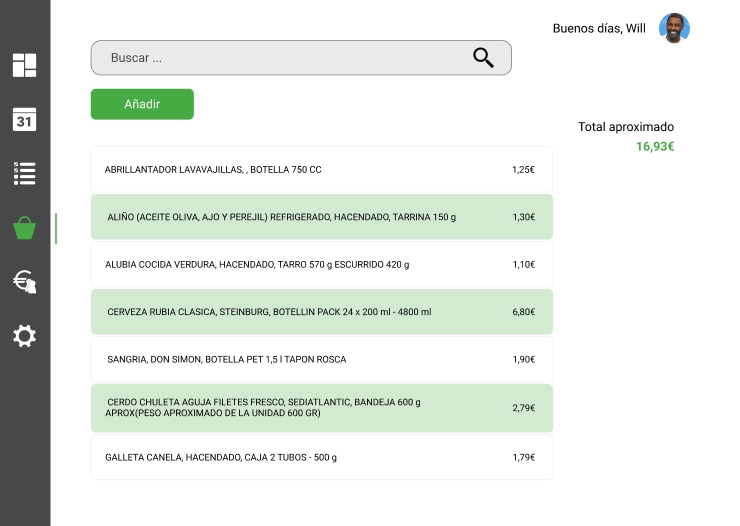 Buenos días, Will
Buscar ...
31
Añadir
Total aproximado
16,93€
ABRILLANTADOR LAVAVAJILLAS, , BOTELLA 750 CC 1,25€
ALIÑO (ACEITE OLIVA, AJO Y PEREJIL) REFRIGERADO, HACENDADO, TARRINA 150 g 1,30€
ALUBIA COCIDA VERDURA, HACENDADO, TARRO 570 g ESCURRIDO 420 g 1,10€
CERVEZA RUBIA CLASICA, STEINBURG, BOTELLIN PACK 24 x 200 ml - 4800 ml 6,80€
SANGRIA, DON SIMON, BOTELLA PET 1,5 l TAPON ROSCA 1,90€
CERDO CHULETA AGUJA FILETES FRESCO, SEDIATLANTIC, BANDEJA 600 g
APROX(PESO APROXIMADO DE LA UNIDAD 600 GR) 2,79€
GALLETA CANELA, HACENDADO, CAJA 2 TUBOS - 500 g 1,79€